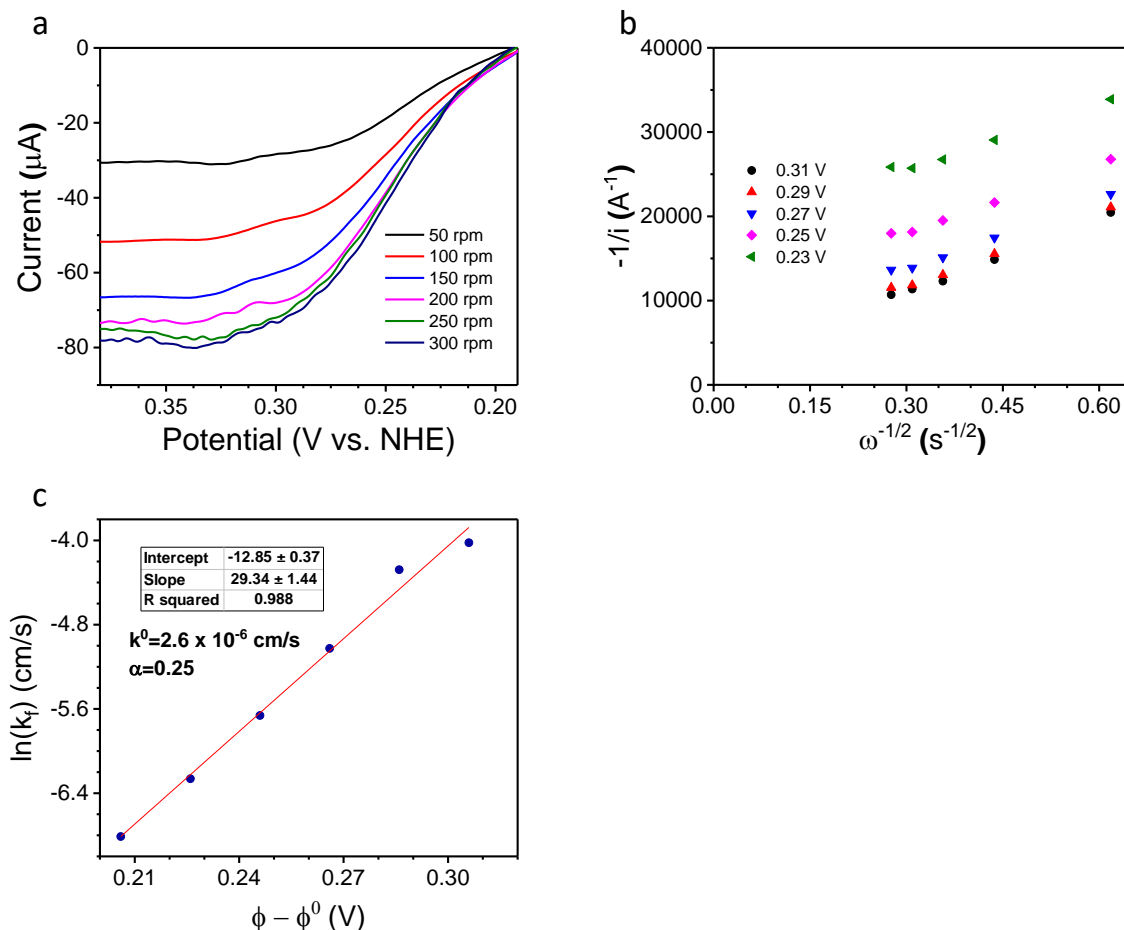 a
0
-20
-40
-60
-80
Current (μA)
0.35
0.30
0.25
0.20
Potential (V vs. NHE)
50 rpm
100 rpm
150 rpm
200 rpm
250 rpm
300 rpm
b
40000
30000
20000
10000
0
-1/i (A⁻¹)
0.00
0.15
0.30
0.45
0.60
ω⁻¹/² (s⁻¹/²)
0.31 V
0.29 V
0.27 V
0.25 V
0.23 V
c
-4.0
-4.8
-5.6
-6.4
ln(k_f) (cm/s)
Intercept -12.85 ± 0.37
Slope 29.34 ± 1.44
R squared 0.988
k⁰=2.6 x 10⁻⁶ cm/s
α=0.25
0.21
0.24
0.27
0.30
ϕ – ϕ⁰ (V)